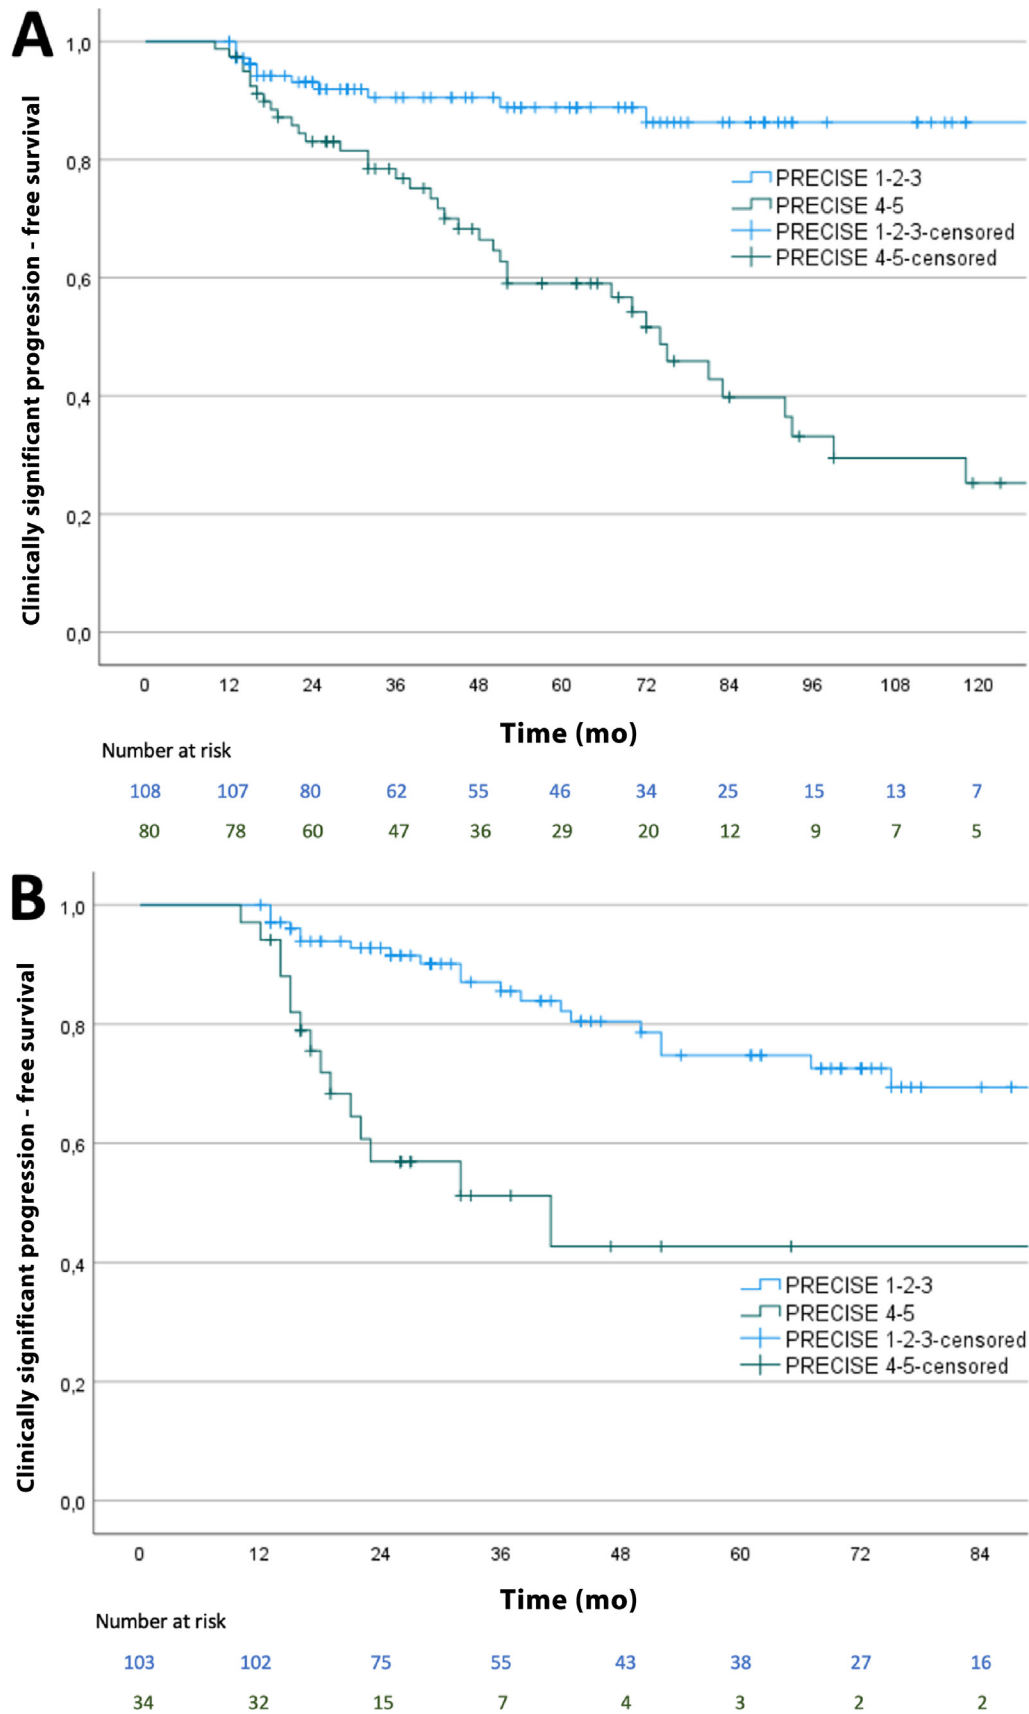 A
Clinically significant progression - free survival
1,0
0,8
0,6
0,4
0,2
0,0
PRECISE 1-2-3
PRECISE 4-5
PRECISE 1-2-3-censored
PRECISE 4-5-censored
0 12 24 36 48 60 72 84 96 108 120
Time (mo)
Number at risk
108 107 80 62 55 46 34 25 15 13 7
80 78 60 47 36 29 20 12 9 7 5
B
Clinically significant progression - free survival
1,0
0,8
0,6
0,4
0,2
0,0
PRECISE 1-2-3
PRECISE 4-5
PRECISE 1-2-3-censored
PRECISE 4-5-censored
0 12 24 36 48 60 72 84
Time (mo)
Number at risk
103 102 75 55 43 38 27 16
34 32 15 7 4 3 2 2